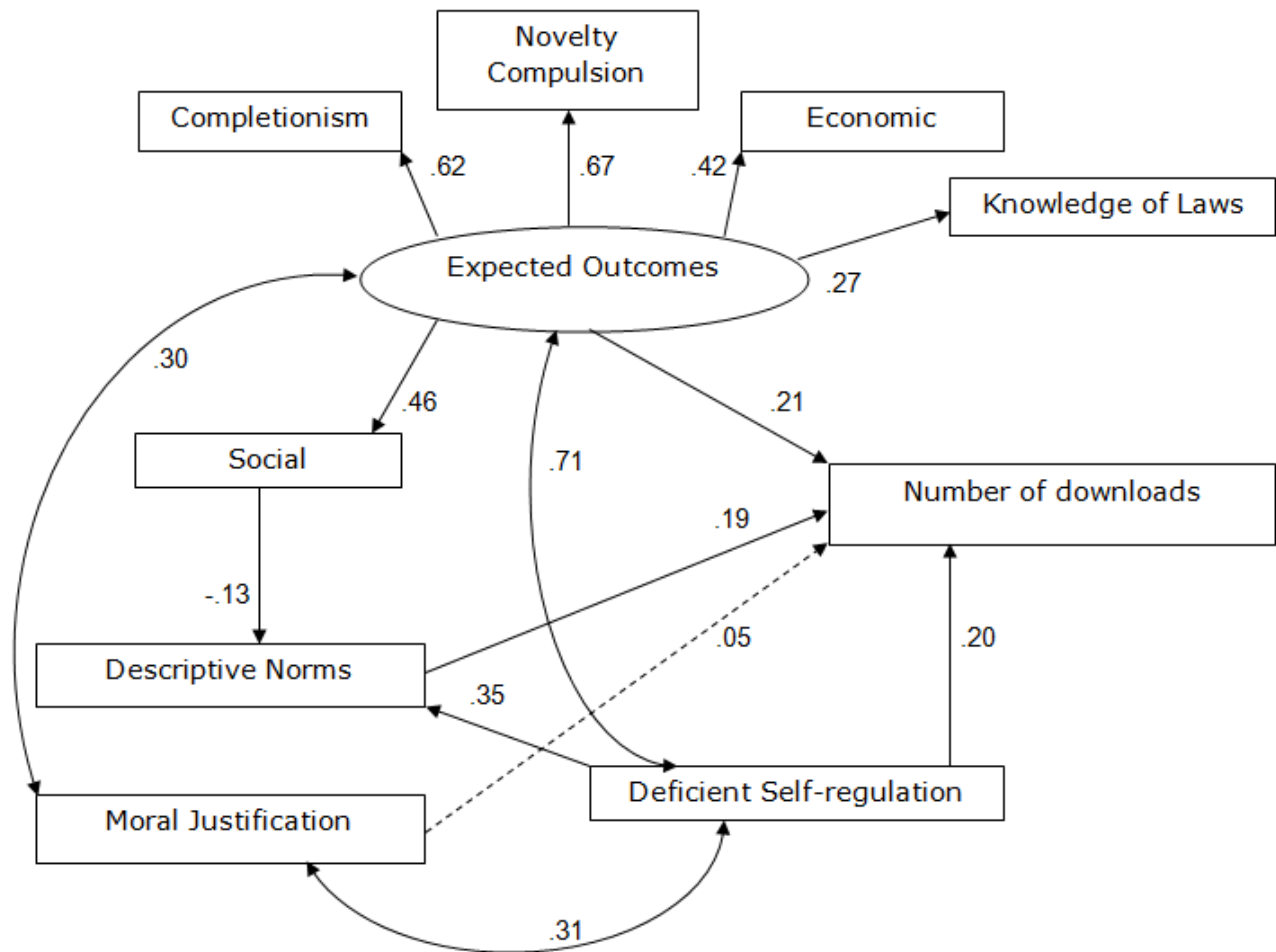 Novelty
Compulsion
Completionism
Economic
.62
.67
.42
Knowledge of Laws
Expected Outcomes
.27
.30
.46
.21
Social
.71
Number of downloads
.19
-.13
.05
.20
Descriptive Norms
.35
Deficient Self-regulation
Moral Justification
.31